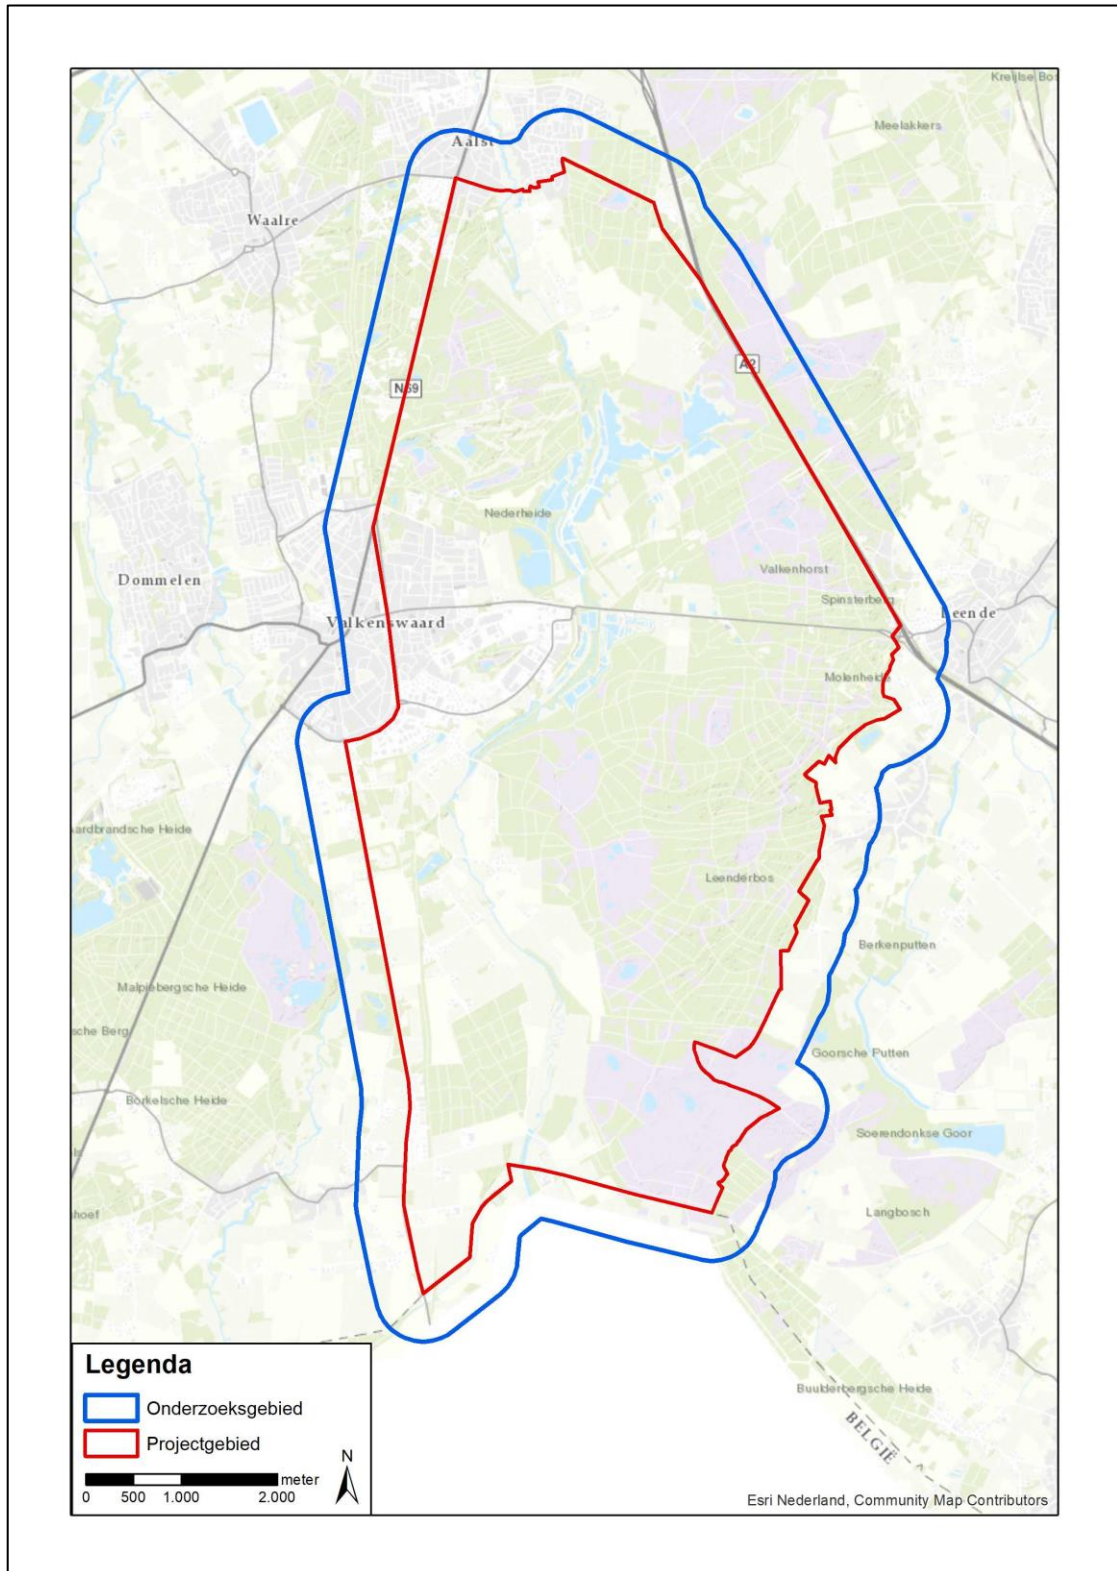 Kreijlse Bos
Meelakkers
Aalst
Waalre
A2
N69
Nederheide
Valkenhorst
Dommelen
Spinsterberg
Leende
Valkenswaard
Molenheide
aardbrandsche Heide
Leenderbos
Berkenputten
Malpiebergsche Heide
sche Berg
Goorsche Putten
Borkelsche Heide
Soerendonkse Goor
hoef
Langbosch
Buulderbergsche Heide
BELGIË
Legenda
Onderzoeksgebied
Projectgebied
N
meter
0 500 1.000 2.000
Esri Nederland, Community Map Contributors